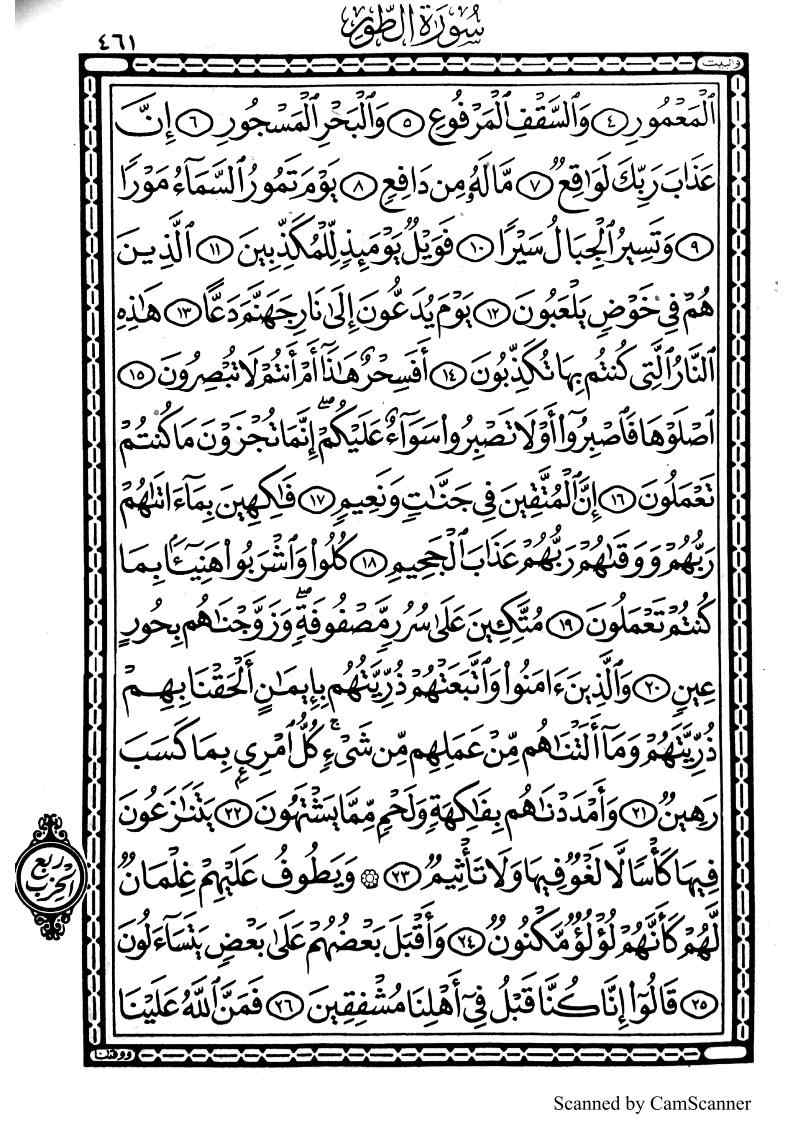 سُورَةُ الطُّورِ
٤٦١
وَالْبَيْتِ
الْمَعْمُورِ ٤ وَالسَّقْفِ الْمَرْفُوعِ ٥ وَالْبَحْرِ الْمَسْجُورِ ٦ إِنَّ
عَذَابَ رَبِّكَ لَوَاقِعٌ ٧ مَّا لَهُۥ مِن دَافِعٍ ٨ يَوْمَ تَمُورُ السَّمَآءُ مَوْرًا
٩ وَتَسِيرُ الْجِبَالُ سَيْرًا ١٠ فَوَيْلٌ يَوْمَئِذٍ لِّلْمُكَذِّبِينَ ١١ الَّذِينَ
هُمْ فِي خَوْضٍ يَلْعَبُونَ ١٢ يَوْمَ يُدَعُّونَ إِلَىٰ نَارِ جَهَنَّمَ دَعًّا ١٣ هَٰذِهِ
النَّارُ الَّتِي كُنتُم بِهَا تُكَذِّبُونَ ١٤ أَفَسِحْرٌ هَٰذَآ أَمْ أَنتُمْ لَا تُبْصِرُونَ ١٥
اصْلَوْهَا فَاصْبِرُوٓا۟ أَوْ لَا تَصْبِرُوا۟ سَوَآءٌ عَلَيْكُمْ ۖ إِنَّمَا تُجْزَوْنَ مَا كُنتُمْ
تَعْمَلُونَ ١٦ إِنَّ الْمُتَّقِينَ فِي جَنَّٰتٍ وَنَعِيمٍ ١٧ فَٰكِهِينَ بِمَآ ءَاتَىٰهُمْ
رَبُّهُمْ وَوَقَىٰهُمْ رَبُّهُمْ عَذَابَ الْجَحِيمِ ١٨ كُلُوا۟ وَاشْرَبُوا۟ هَنِيٓـًٔا بِمَا
كُنتُمْ تَعْمَلُونَ ١٩ مُتَّكِـِٔينَ عَلَىٰ سُرُرٍ مَّصْفُوفَةٍ ۖ وَزَوَّجْنَٰهُم بِحُورٍ
عِينٍ ٢٠ وَالَّذِينَ ءَامَنُوا۟ وَاتَّبَعَتْهُمْ ذُرِّيَّتُهُم بِإِيمَٰنٍ أَلْحَقْنَا بِهِمْ
ذُرِّيَّتَهُمْ وَمَآ أَلَتْنَٰهُم مِّنْ عَمَلِهِم مِّن شَىْءٍ ۚ كُلُّ امْرِئٍ بِمَا كَسَبَ
رَهِينٌ ٢١ وَأَمْدَدْنَٰهُم بِفَٰكِهَةٍ وَلَحْمٍ مِّمَّا يَشْتَهُونَ ٢٢ يَتَنَٰزَعُونَ
فِيهَا كَأْسًا لَّا لَغْوٌ فِيهَا وَلَا تَأْثِيمٌ ٢٣ ۞ وَيَطُوفُ عَلَيْهِمْ غِلْمَانٌ
ربع
الحزب
لَّهُمْ كَأَنَّهُمْ لُؤْلُؤٌ مَّكْنُونٌ ٢٤ وَأَقْبَلَ بَعْضُهُمْ عَلَىٰ بَعْضٍ يَتَسَآءَلُونَ
٢٥ قَالُوٓا۟ إِنَّا كُنَّا قَبْلُ فِىٓ أَهْلِنَا مُشْفِقِينَ ٢٦ فَمَنَّ اللَّهُ عَلَيْنَا
ووقٰنا
Scanned by CamScanner